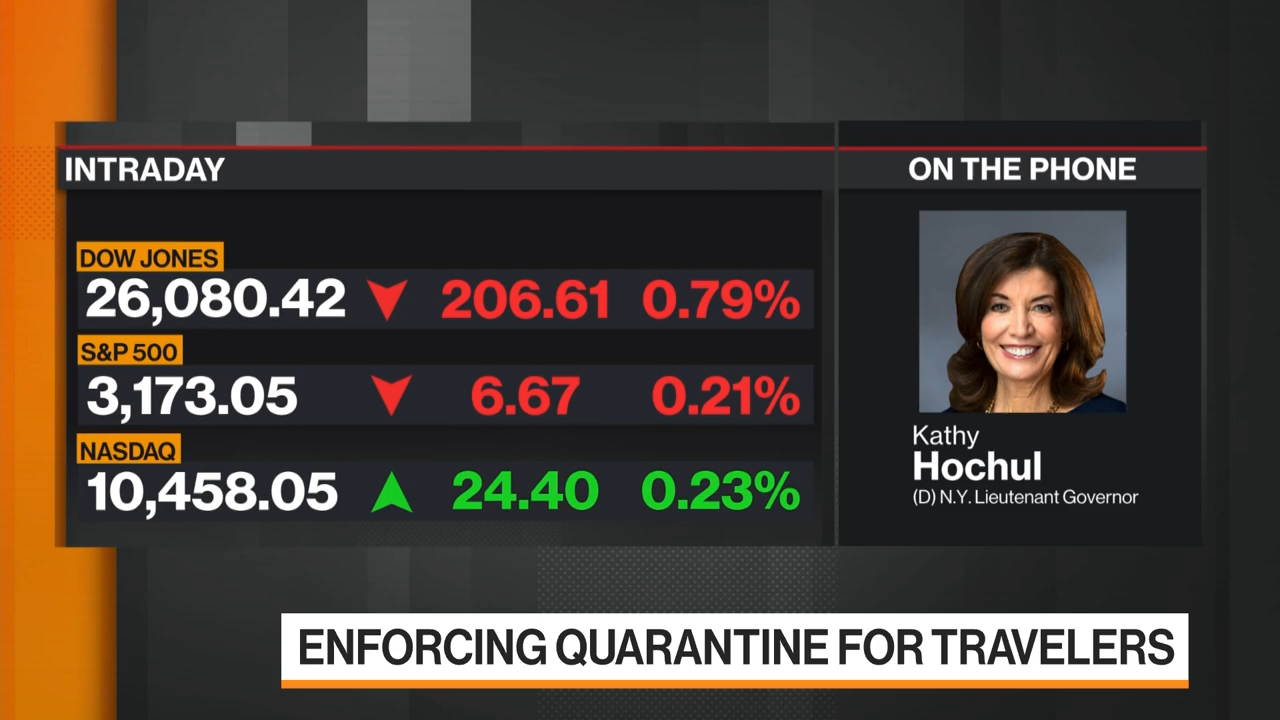 INTRADAY
DOW JONES
26,080.42 ▼ 206.61 0.79%
S&P 500
3,173.05 ▼ 6.67 0.21%
NASDAQ
10,458.05 ▲ 24.40 0.23%
ON THE PHONE
Kathy
Hochul
(D) N.Y. Lieutenant Governor
ENFORCING QUARANTINE FOR TRAVELERS